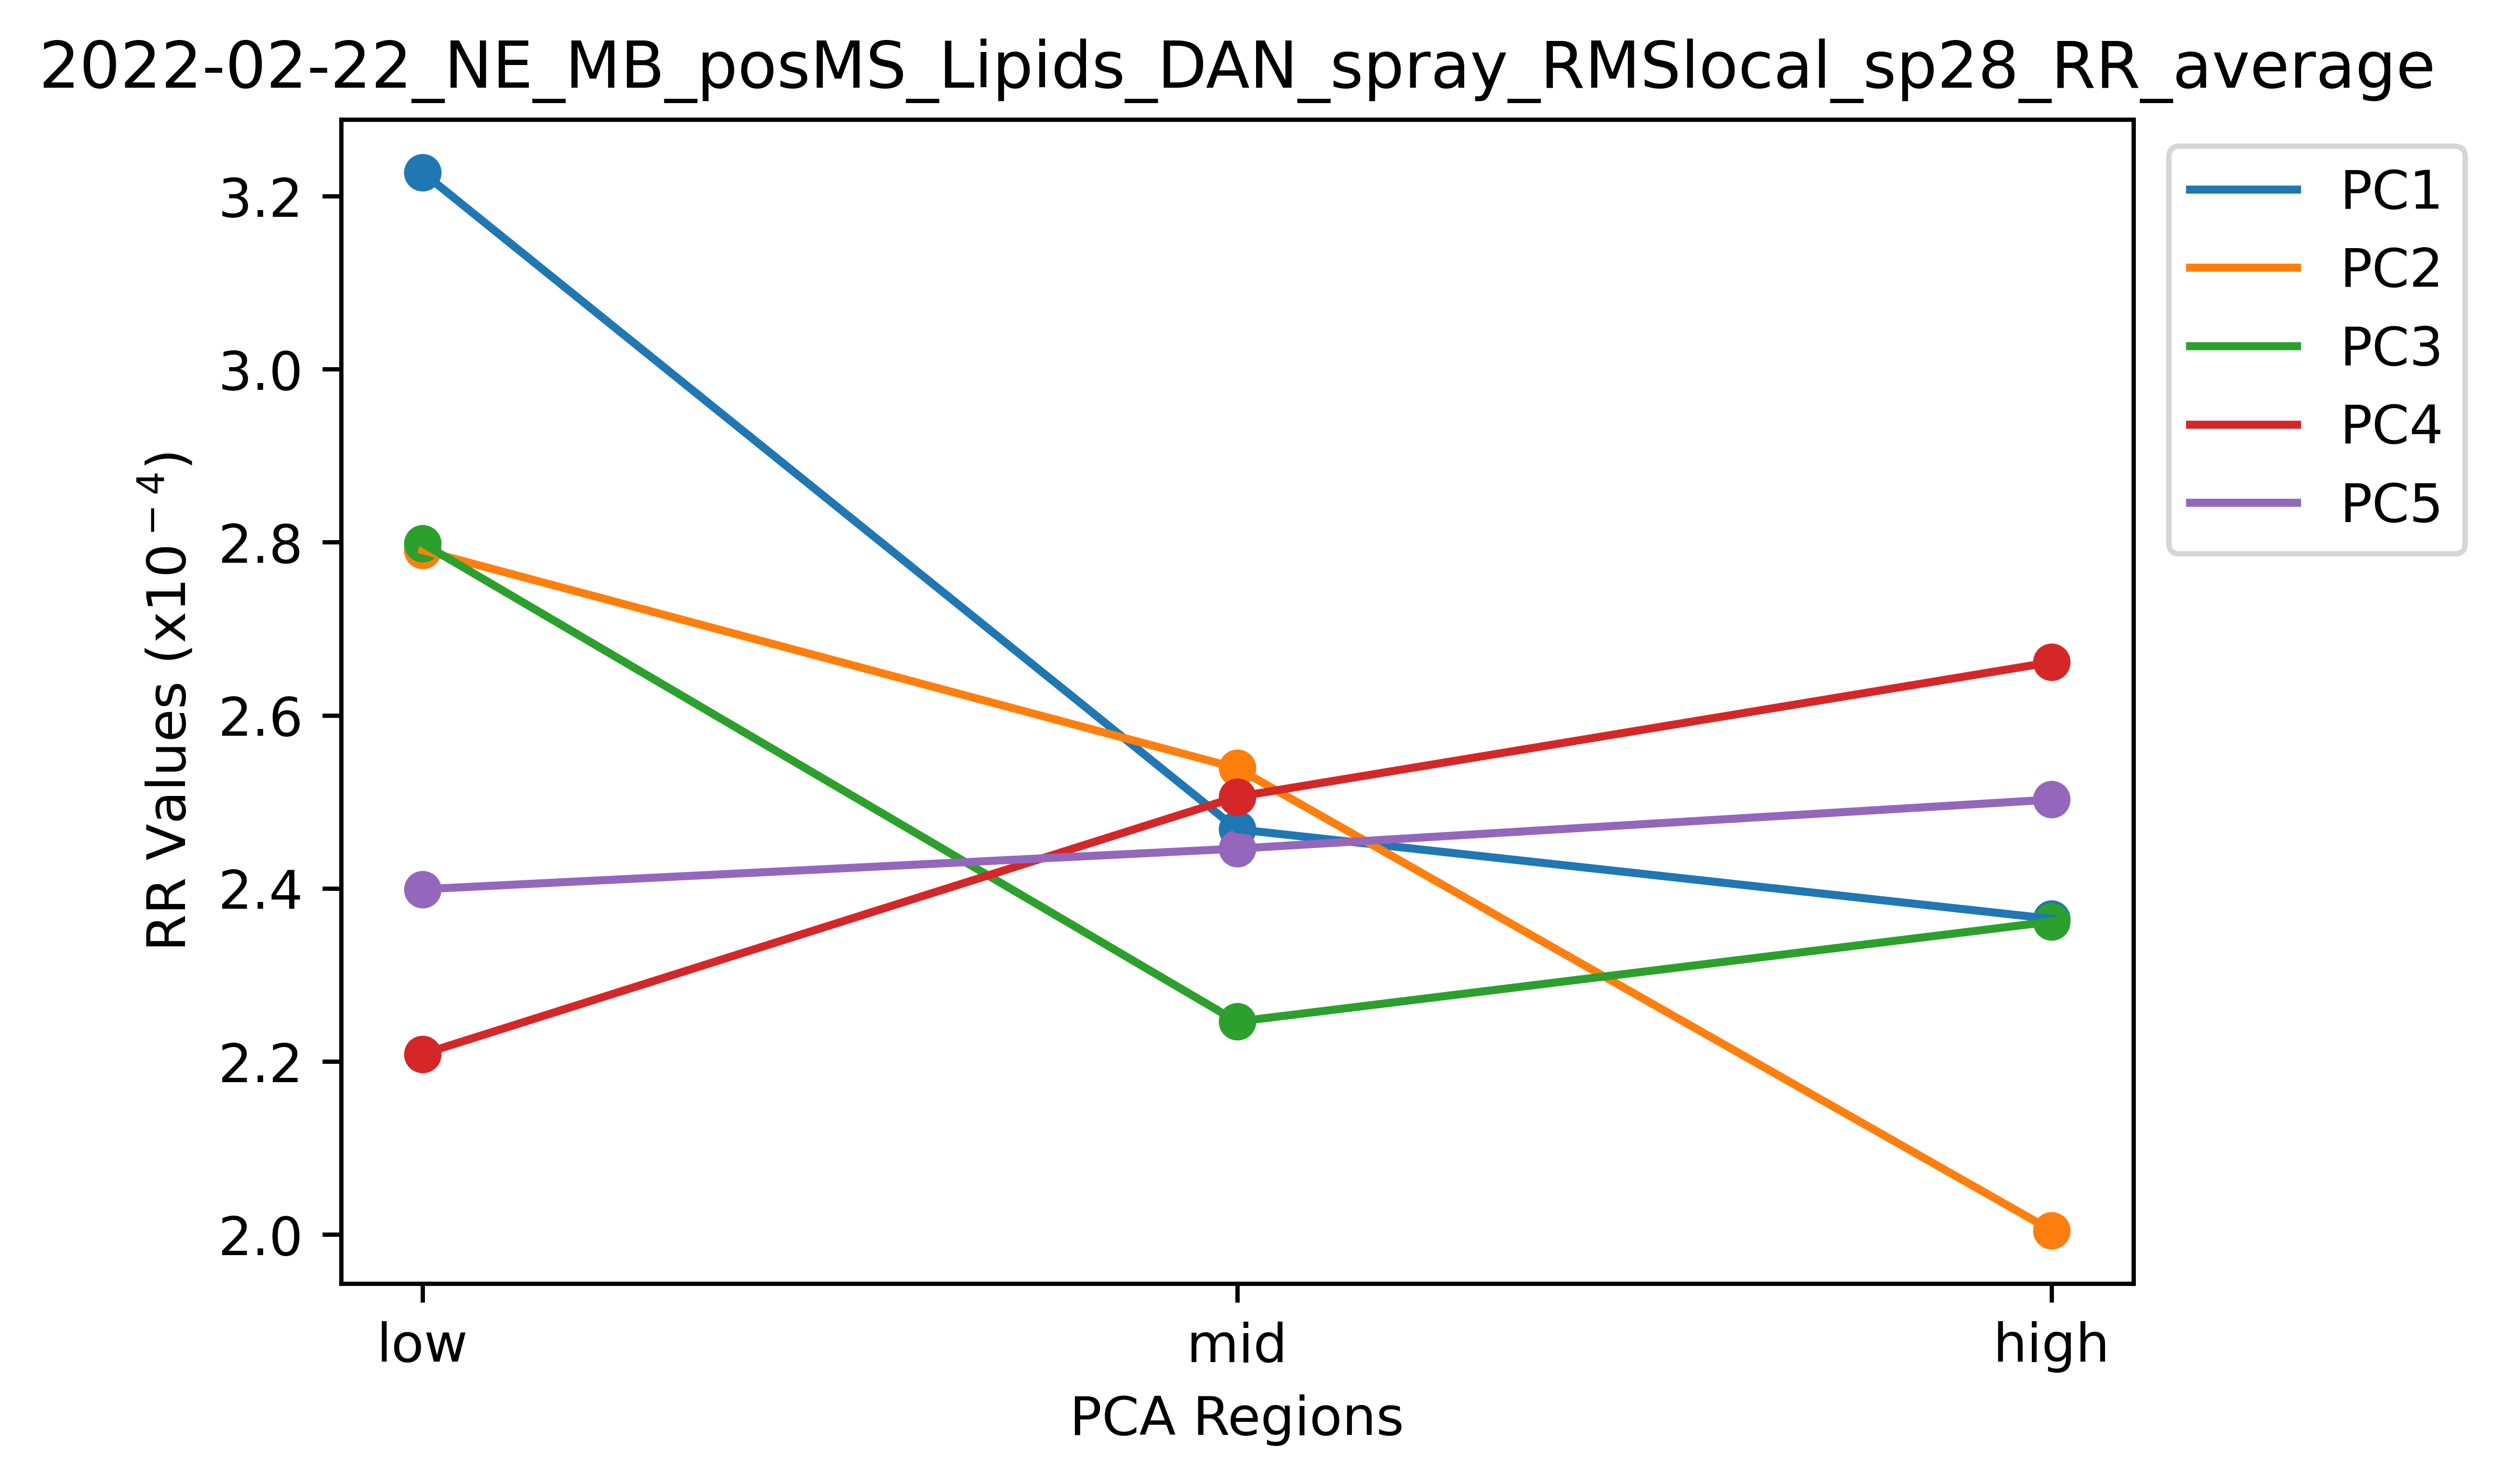 2022-02-22_NE_MB_posMS_Lipids_DAN_spray_RMSlocal_sp28_RR_average
PC1
PC2
PC3
PC4
PC5
RR Values (x10⁻⁴)
3.2
3.0
2.8
2.6
2.4
2.2
2.0
low mid high
PCA Regions